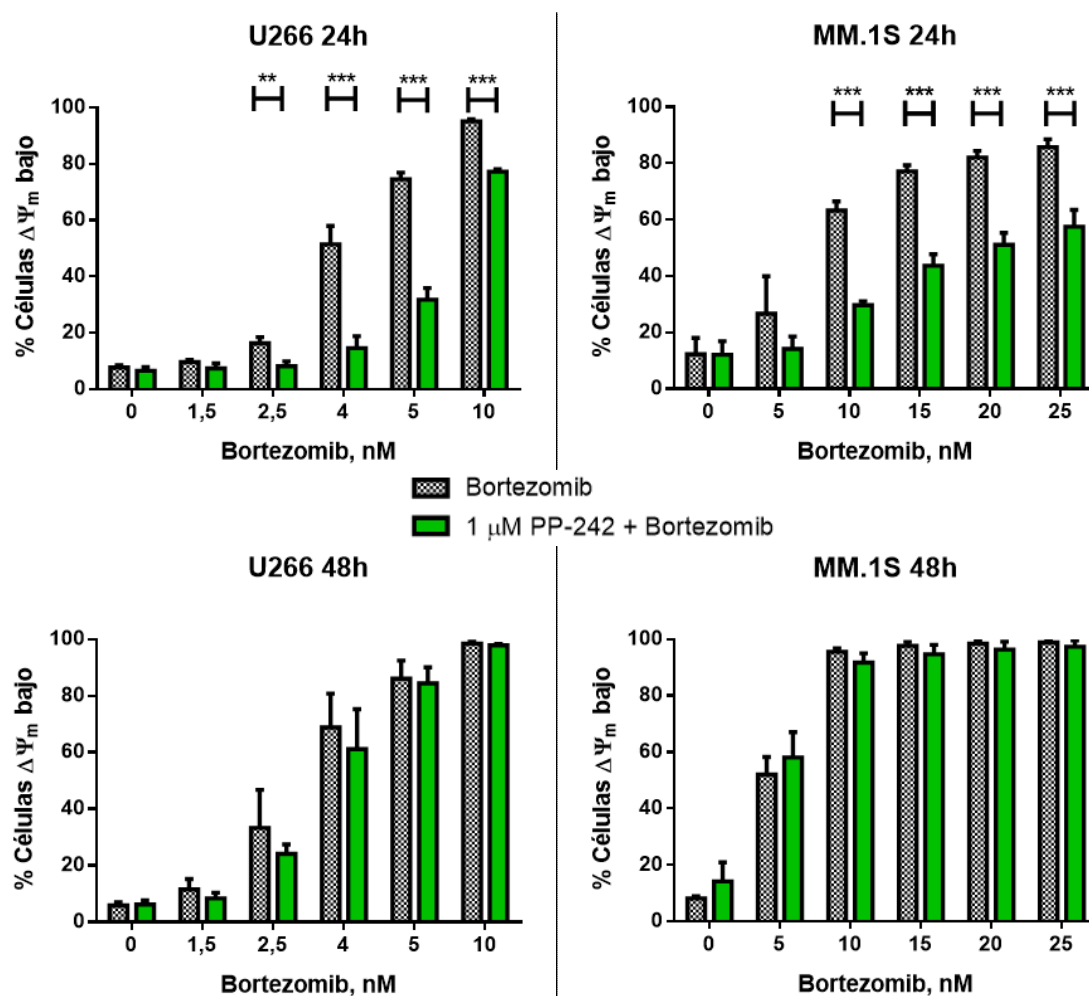 U266 24h
** *** *** ***
100
80
60
40
20
0
% Células ΔΨm bajo
0 1,5 2,5 4 5 10
Bortezomib, nM
MM.1S 24h
*** *** *** ***
100
80
60
40
20
0
% Células ΔΨm bajo
0 5 10 15 20 25
Bortezomib, nM
Bortezomib
1 μM PP-242 + Bortezomib
U266 48h
100
80
60
40
20
0
% Células ΔΨm bajo
0 1,5 2,5 4 5 10
Bortezomib, nM
MM.1S 48h
100
80
60
40
20
0
% Células ΔΨm bajo
0 5 10 15 20 25
Bortezomib, nM